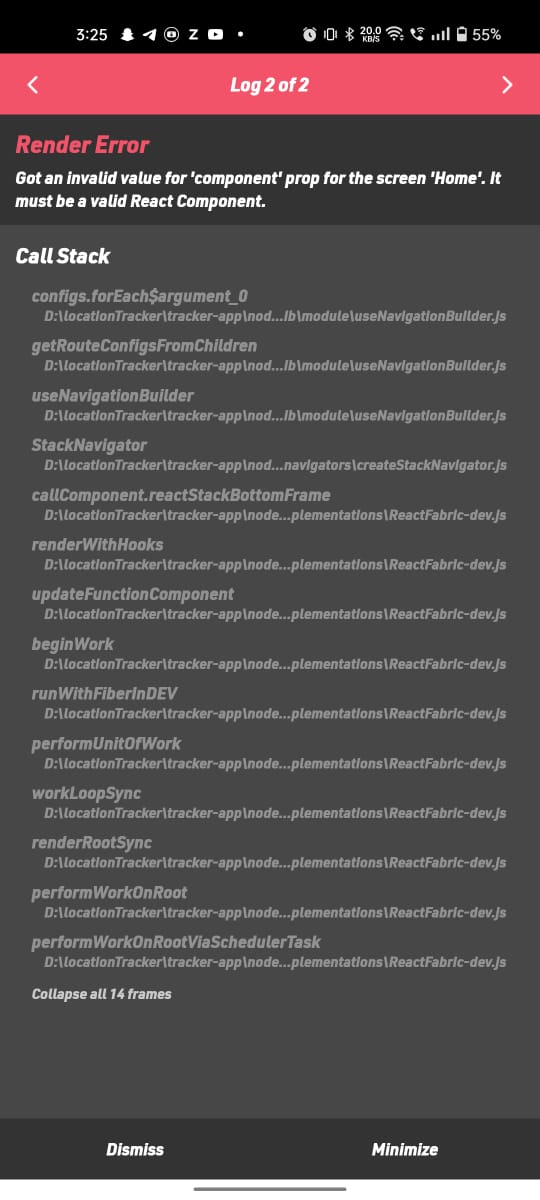 3:25 Z 20.0 KB/S 55%
Log 2 of 2
Render Error
Got an invalid value for 'component' prop for the screen 'Home'. It
must be a valid React Component.
Call Stack
configs.forEach$argument_0
D:\locationTracker\tracker-app\nod...ib\module\useNavigationBuilder.js
getRouteConfigsFromChildren
D:\locationTracker\tracker-app\nod...ib\module\useNavigationBuilder.js
useNavigationBuilder
D:\locationTracker\tracker-app\nod...ib\module\useNavigationBuilder.js
StackNavigator
D:\locationTracker\tracker-app\nod...navigators\createStackNavigator.js
callComponent.reactStackBottomFrame
D:\locationTracker\tracker-app\node...plementations\ReactFabric-dev.js
renderWithHooks
D:\locationTracker\tracker-app\node...plementations\ReactFabric-dev.js
updateFunctionComponent
D:\locationTracker\tracker-app\node...plementations\ReactFabric-dev.js
beginWork
D:\locationTracker\tracker-app\node...plementations\ReactFabric-dev.js
runWithFiberInDEV
D:\locationTracker\tracker-app\node...plementations\ReactFabric-dev.js
performUnitOfWork
D:\locationTracker\tracker-app\node...plementations\ReactFabric-dev.js
workLoopSync
D:\locationTracker\tracker-app\node...plementations\ReactFabric-dev.js
renderRootSync
D:\locationTracker\tracker-app\node...plementations\ReactFabric-dev.js
performWorkOnRoot
D:\locationTracker\tracker-app\node...plementations\ReactFabric-dev.js
performWorkOnRootViaSchedulerTask
D:\locationTracker\tracker-app\node...plementations\ReactFabric-dev.js
Collapse all 14 frames
Dismiss Minimize